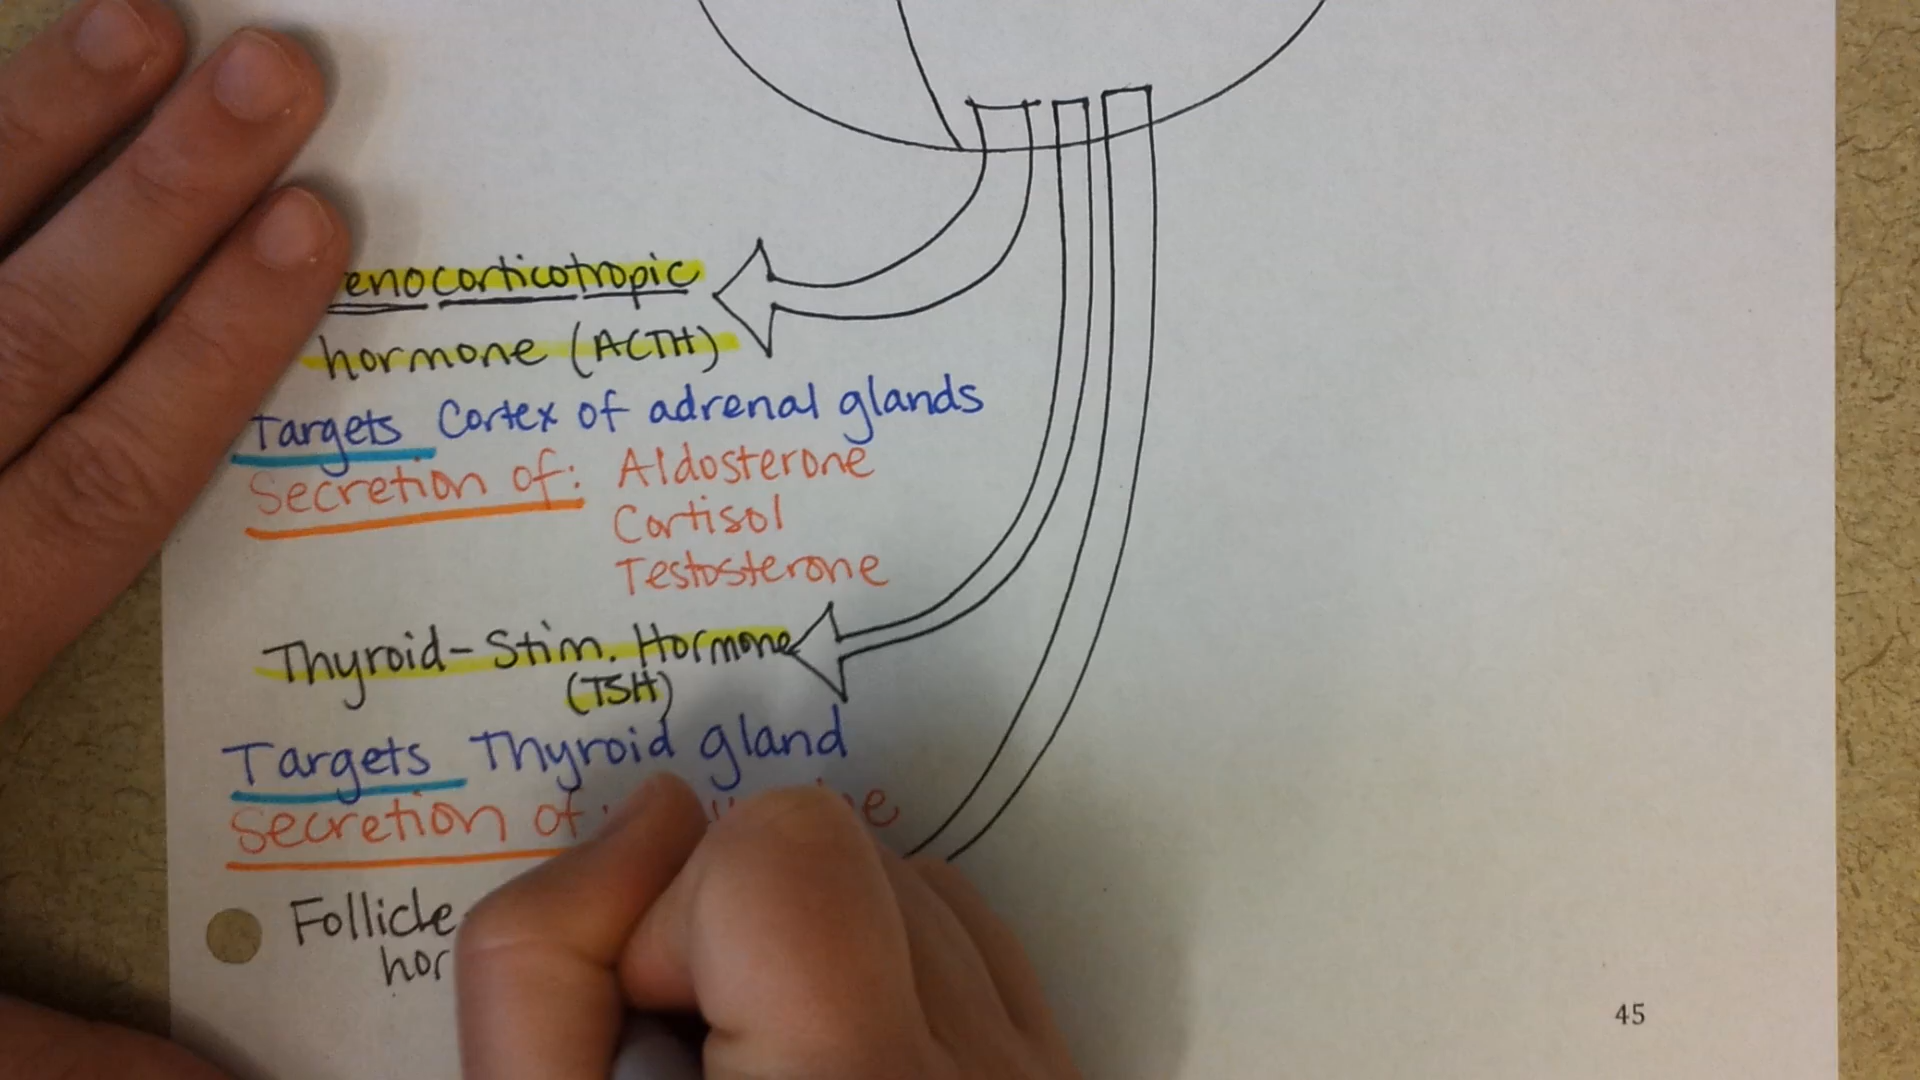 enocorticotropic
hormone (ACTH)
Targets Cortex of adrenal glands
Secretion of: Aldosterone
Cortisol
Testosterone
Thyroid-Stim. Hormone
(TSH)
Targets Thyroid gland
Secretion of:
Follicle
hor
45